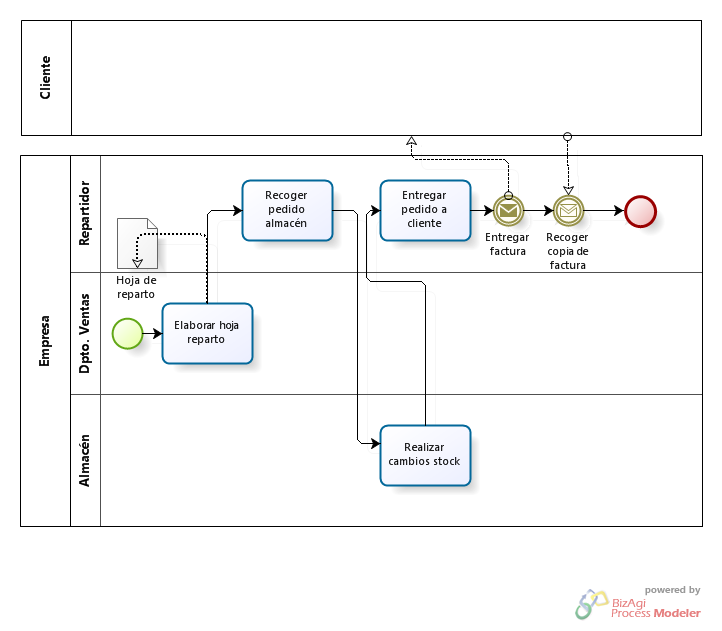 Cliente
Empresa
Repartidor
Recoger
pedido
almacén
Entregar
pedido a
cliente
Entregar
factura
Recoger
copia de
factura
Hoja de
reparto
Dpto. Ventas
Elaborar hoja
reparto
Almacén
Realizar
cambios stock
powered by
BizAgi
Process Modeler